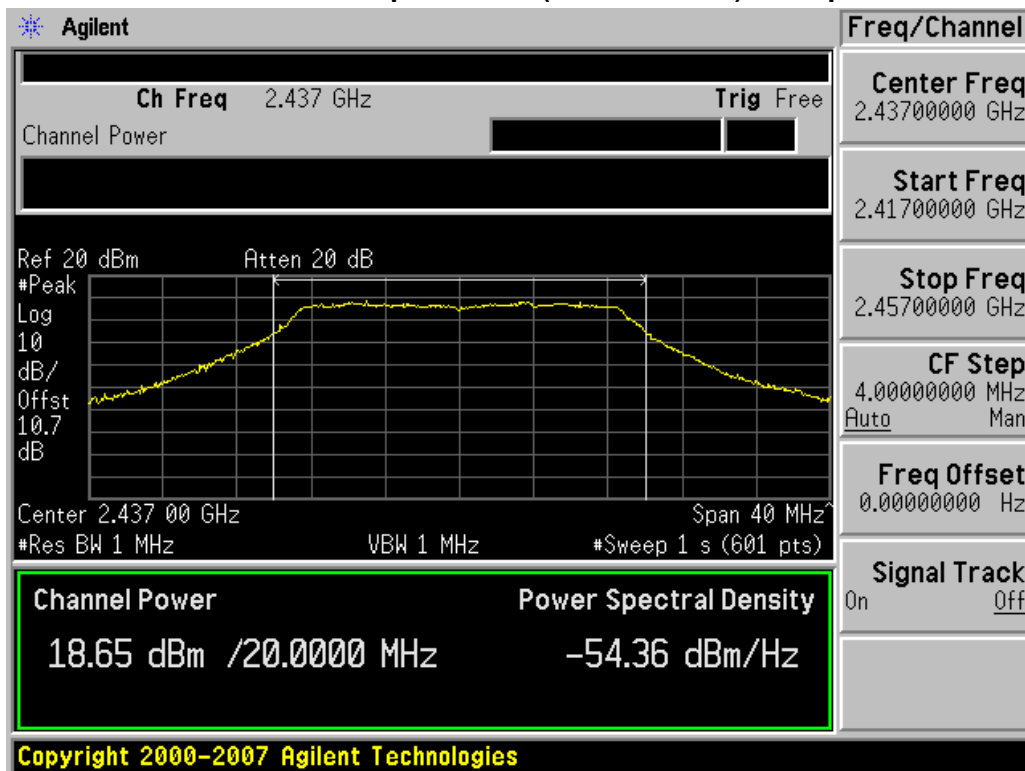 Agilent
Freq/Channel
Ch Freq 2.437 GHz
Trig Free
Channel Power
Center Freq
2.43700000 GHz
Start Freq
2.41700000 GHz
Stop Freq
2.45700000 GHz
CF Step
4.00000000 MHz
Auto Man
Freq Offset
0.00000000 Hz
Signal Track
On Off
Ref 20 dBm
Atten 20 dB
#Peak
Log
10
dB/
Offst
10.7
dB
Center 2.437 00 GHz
Span 40 MHz^
#Res BW 1 MHz
VBW 1 MHz
#Sweep 1 s (601 pts)
Channel Power
Power Spectral Density
18.65 dBm /20.0000 MHz
-54.36 dBm/Hz
Copyright 2000-2007 Agilent Technologies